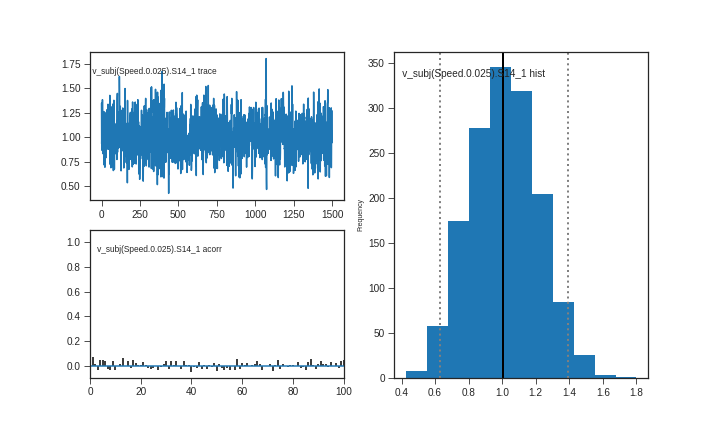 v_subj(Speed.0.025).S14_1 trace
1.75
1.50
1.25
1.00
0.75
0.50
0 250 500 750 1000 1250 1500
v_subj(Speed.0.025).S14_1 acorr
1.0
0.8
0.6
0.4
0.2
0.0
0 20 40 60 80 100
v_subj(Speed.0.025).S14_1 hist
Frequency
350
300
250
200
150
100
50
0
0.4 0.6 0.8 1.0 1.2 1.4 1.6 1.8